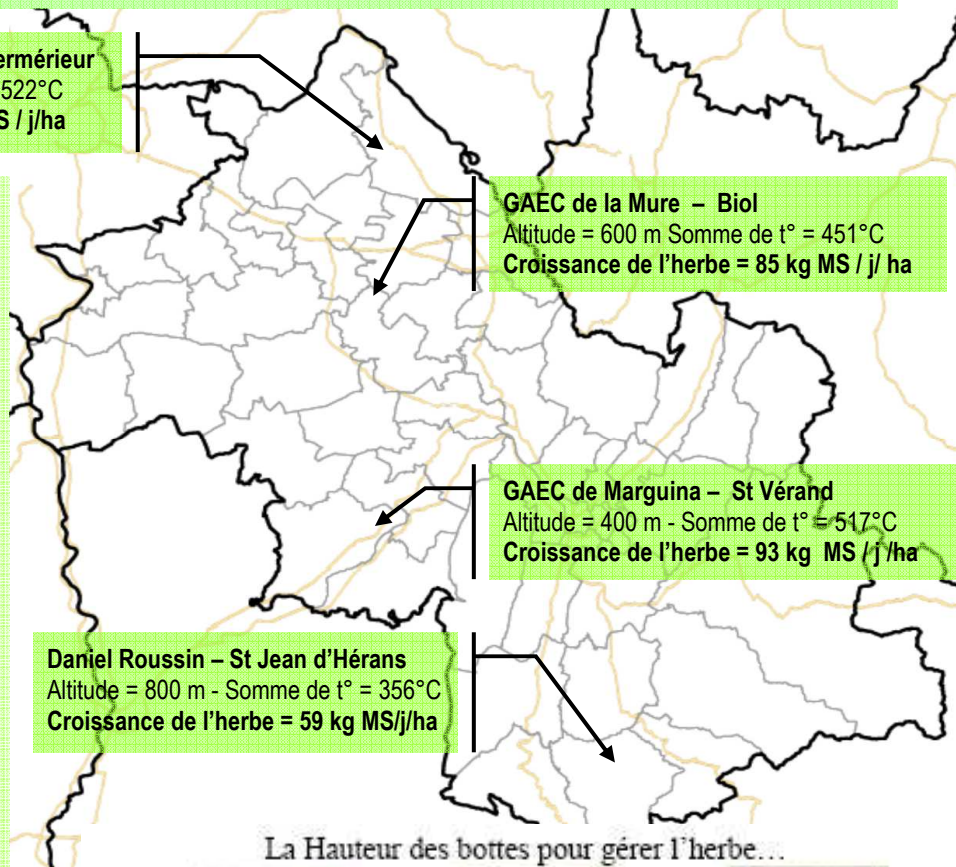 522°C
/ j/ha
GAEC de la Mure – Biol
Altitude = 600 m Somme de t° = 451°C
Croissance de l'herbe = 85 kg MS / j/ ha
GAEC de Marguina – St Vérand
Altitude = 400 m - Somme de t° = 517°C
Croissance de l'herbe = 93 kg MS / j /ha
Daniel Roussin – St Jean d'Hérans
Altitude = 800 m - Somme de t° = 356°C
Croissance de l'herbe = 59 kg MS/j/ha
La Hauteur des bottes pour gérer l'herbe…